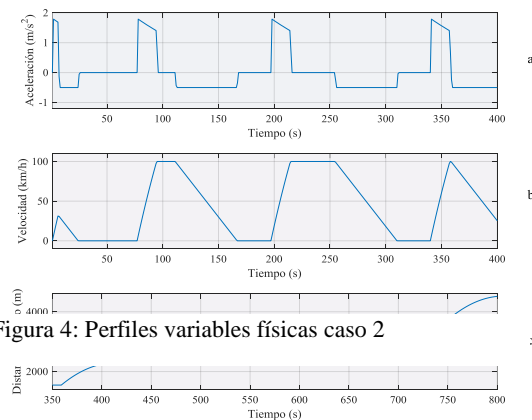 2
1
0
-1
Aceleración (m/s²)
a
0 50 100 150 200 250 300 350 400
Tiempo (s)
100
50
0
Velocidad (km/h)
b
0 50 100 150 200 250 300 350 400
Tiempo (s)
(m)
4000
Figura 4: Perfiles variables físicas caso 2
2000
350 400 450 500 550 600 650 700 750 800
Tiempo (s)